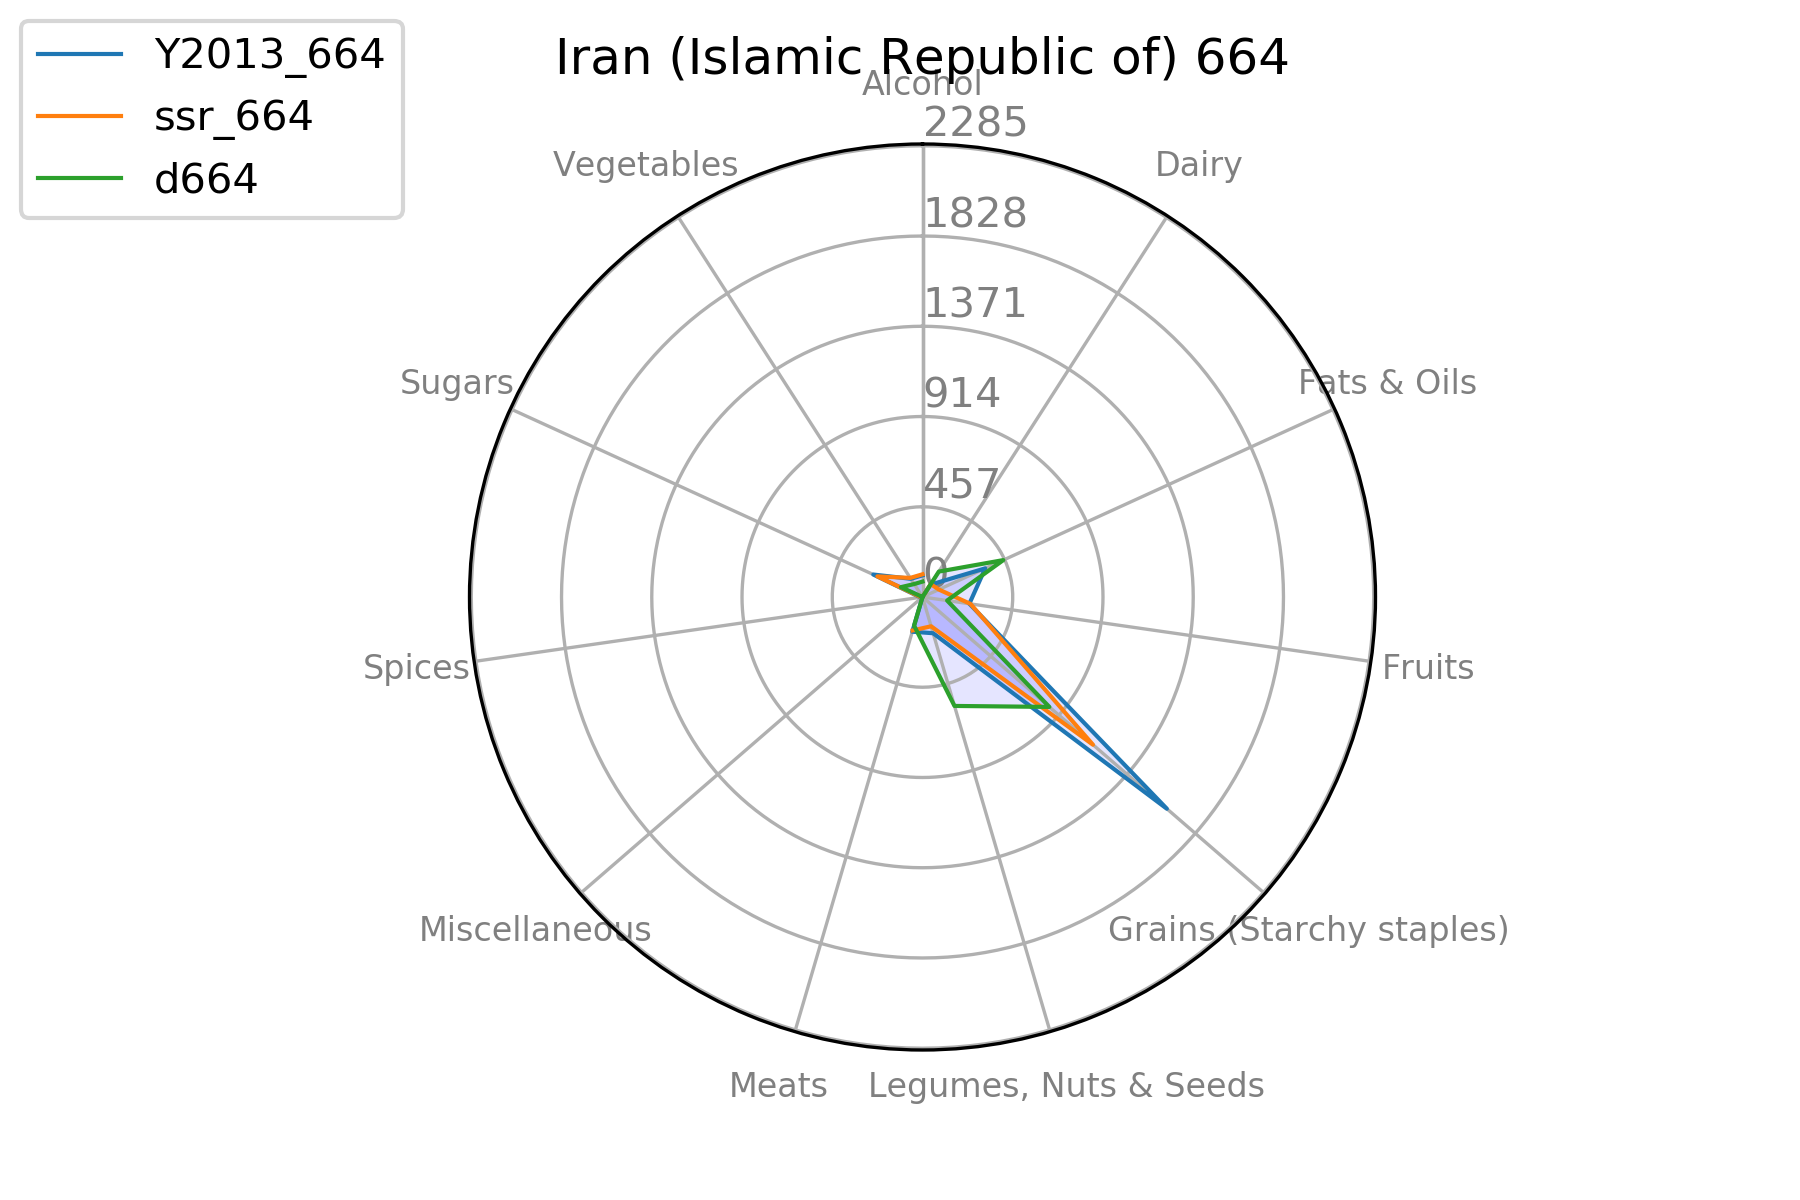 Y2013_664
ssr_664
d664
Iran (Islamic Republic of) 664
Alcohol
2285
Vegetables
Dairy
1828
1371
Sugars
Fats & Oils
914
457
0
Spices
Fruits
Miscellaneous
Grains (Starchy staples)
Meats
Legumes, Nuts & Seeds